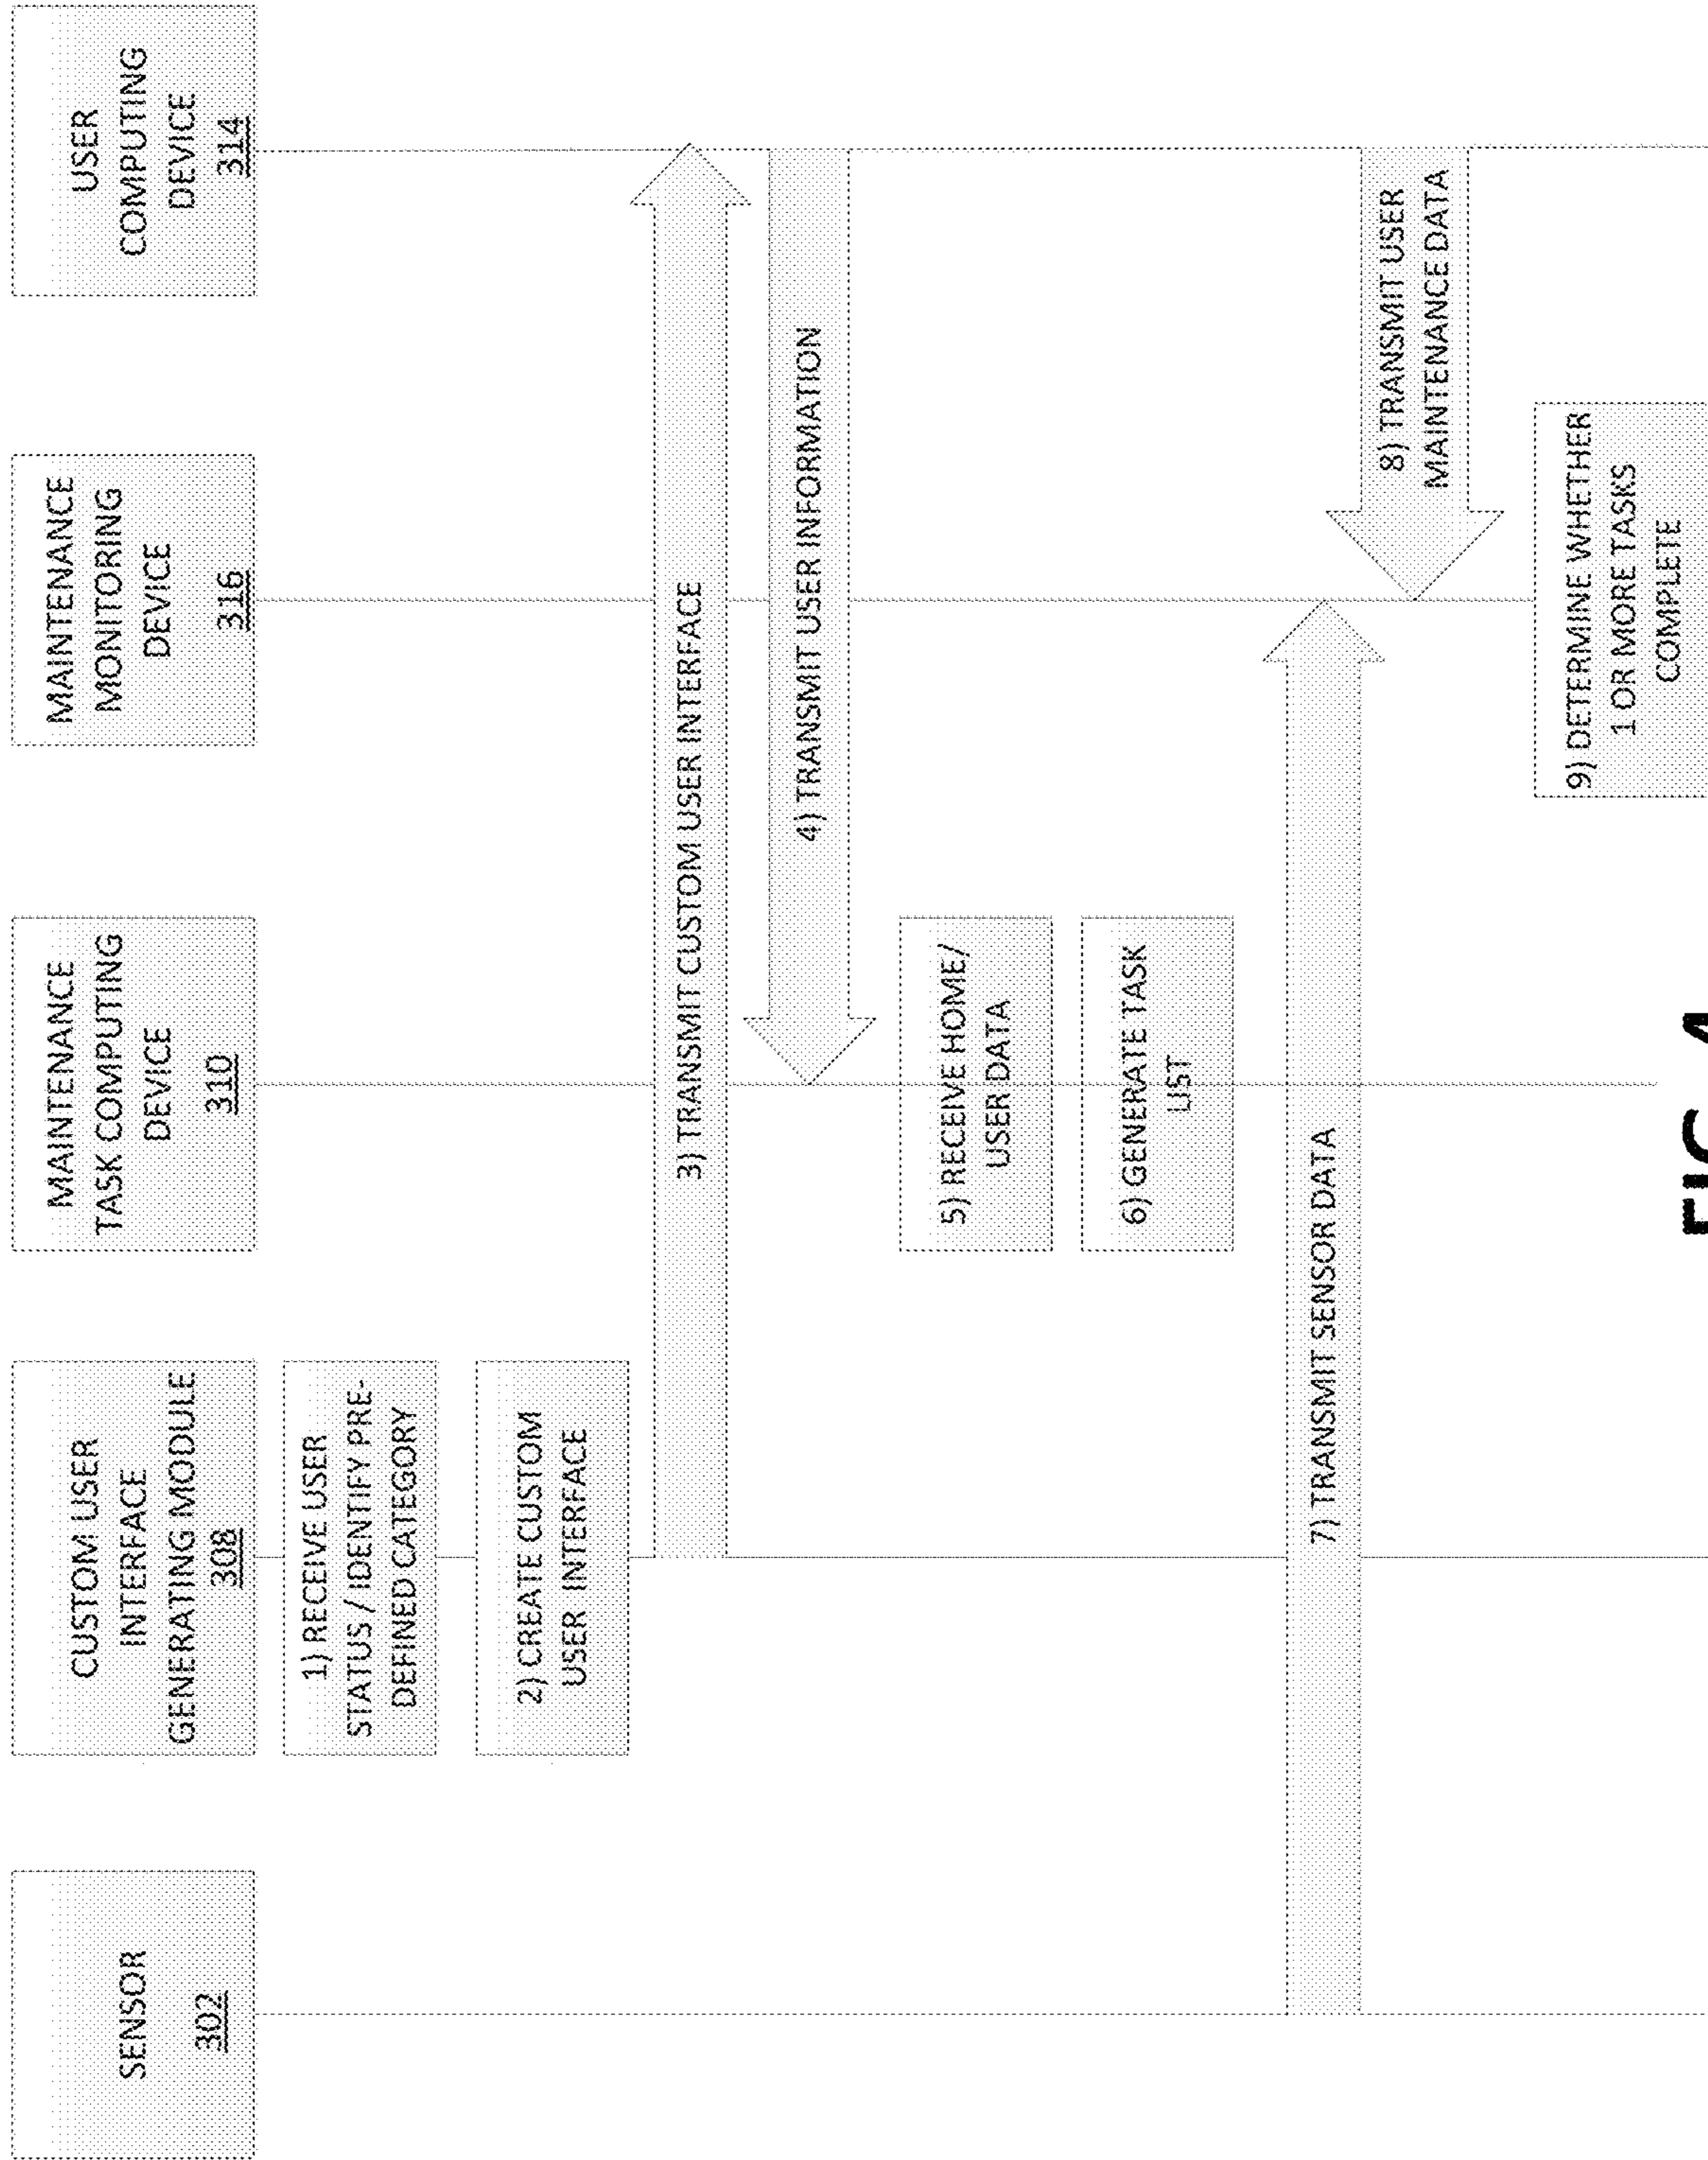 SENSOR
302
CUSTOM USER
INTERFACE
GENERATING MODULE
308
MAINTENANCE
TASK COMPUTING
DEVICE
310
MAINTENANCE
MONITORING
DEVICE
316
USER
COMPUTING
DEVICE
314
1) RECEIVE USER
STATUS / IDENTIFY PRE-
DEFINED CATEGORY
2) CREATE CUSTOM
USER INTERFACE
3) TRANSMIT CUSTOM USER INTERFACE
4) TRANSMIT USER INFORMATION
5) RECEIVE HOME/
USER DATA
6) GENERATE TASK
LIST
7) TRANSMIT SENSOR DATA
8) TRANSMIT USER
MAINTENANCE DATA
9) DETERMINE WHETHER
1 OR MORE TASKS
COMPLETE
FIG. 4